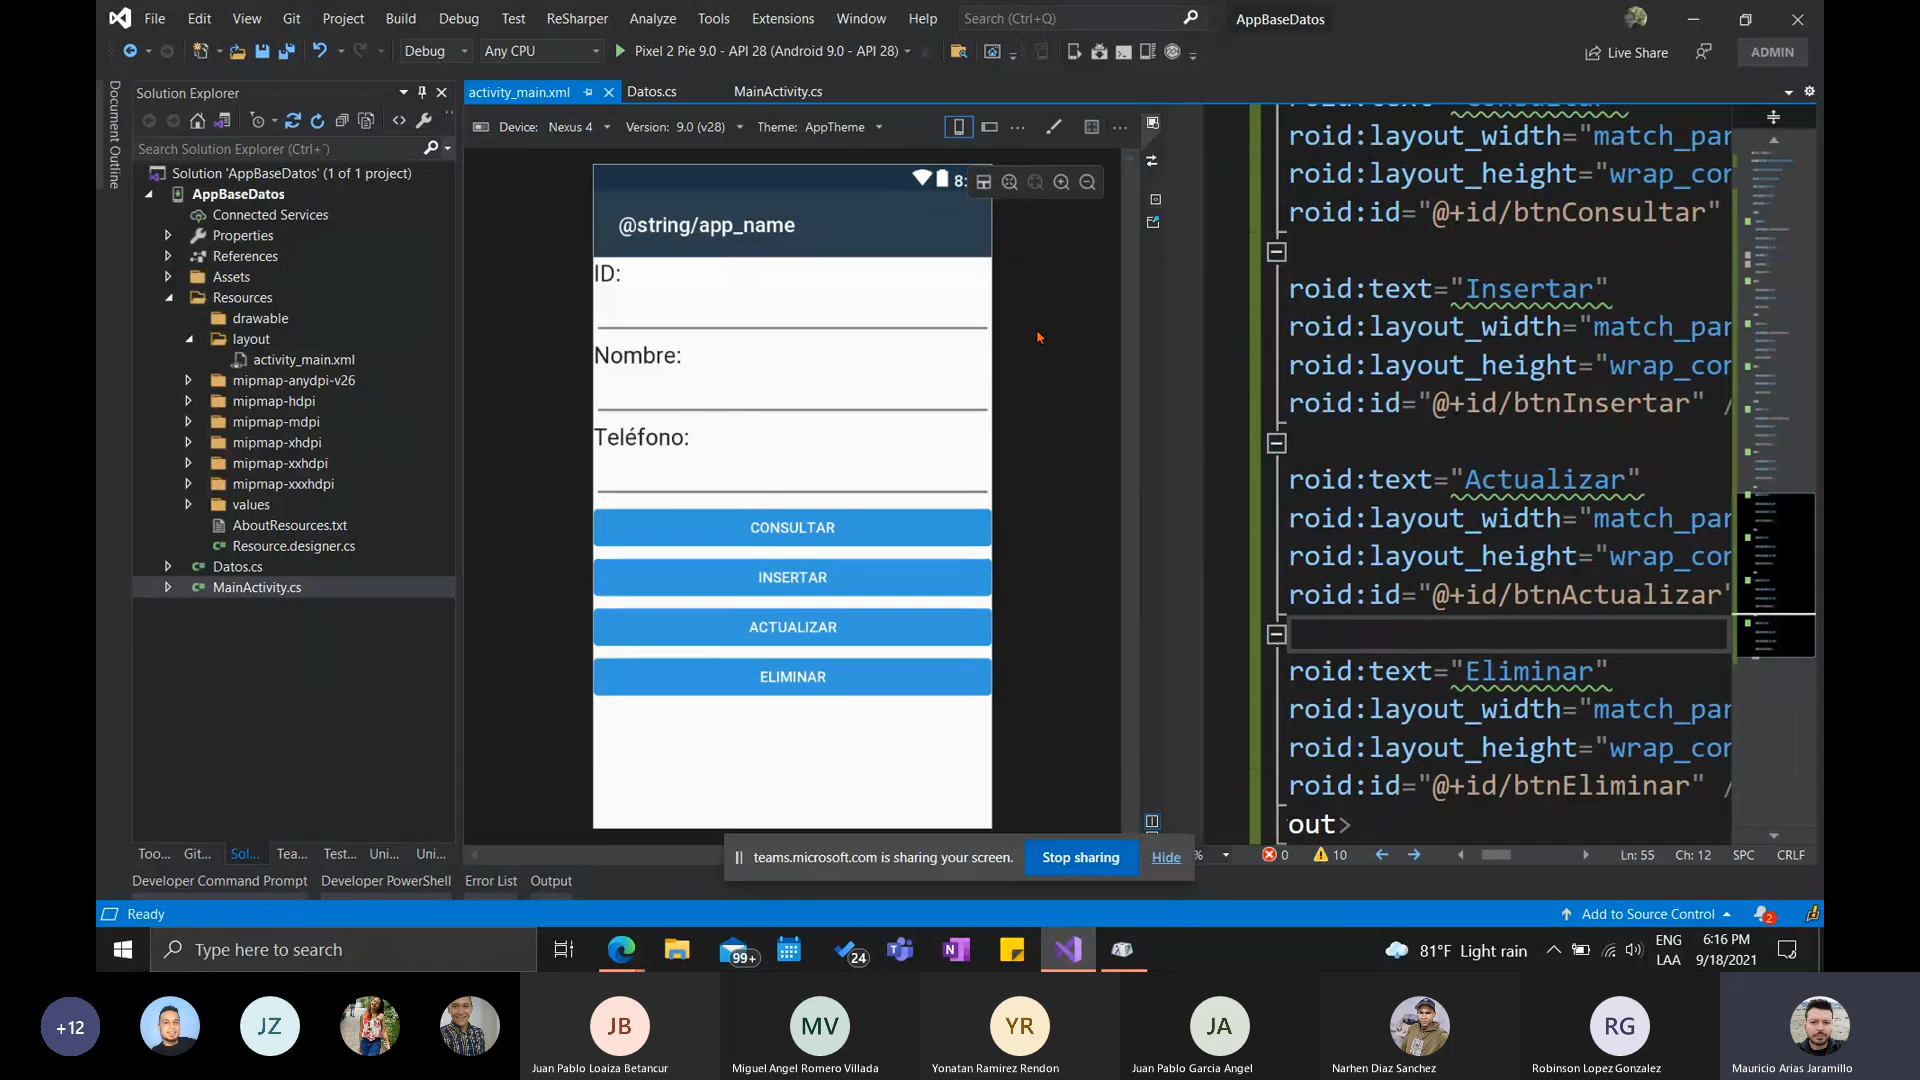 File Edit View Git Project Build Debug Test ReSharper Analyze Tools Extensions Window Help Search (Ctrl+Q) AppBaseDatos
Debug Any CPU Pixel 2 Pie 9.0 - API 28 (Android 9.0 - API 28) Live Share ADMIN
Document Outline
Solution Explorer
Search Solution Explorer (Ctrl+´)
Solution 'AppBaseDatos' (1 of 1 project)
AppBaseDatos
Connected Services
Properties
References
Assets
Resources
drawable
layout
activity_main.xml
mipmap-anydpi-v26
mipmap-hdpi
mipmap-mdpi
mipmap-xhdpi
mipmap-xxhdpi
mipmap-xxxhdpi
values
AboutResources.txt
Resource.designer.cs
Datos.cs
MainActivity.cs
Too... Git... Sol... Tea... Test... Uni... Uni...
activity_main.xml Datos.cs MainActivity.cs
Device: Nexus 4 Version: 9.0 (v28) Theme: AppTheme
8:
@string/app_name
ID:
Nombre:
Teléfono:
CONSULTAR
INSERTAR
ACTUALIZAR
ELIMINAR
roid:layout_width="match_par
roid:layout_height="wrap_con
roid:id="@+id/btnConsultar"
roid:text="Insertar"
roid:layout_width="match_par
roid:layout_height="wrap_con
roid:id="@+id/btnInsertar" /
roid:text="Actualizar"
roid:layout_width="match_par
roid:layout_height="wrap_con
roid:id="@+id/btnActualizar"
roid:text="Eliminar"
roid:layout_width="match_par
roid:layout_height="wrap_con
roid:id="@+id/btnEliminar" /
out>
teams.microsoft.com is sharing your screen. Stop sharing Hide
% 0 10 Ln: 55 Ch: 12 SPC CRLF
Developer Command Prompt Developer PowerShell Error List Output
Ready Add to Source Control 2
Type here to search 99+ 24 81°F Light rain
ENG
LAA
6:16 PM
9/18/2021
+12 JZ JB MV YR JA RG
Juan Pablo Loaiza Betancur Miguel Angel Romero Villada Yonatan Ramirez Rendon Juan Pablo Garcia Angel Narhen Diaz Sanchez Robinson Lopez Gonzalez Mauricio Arias Jaramillo